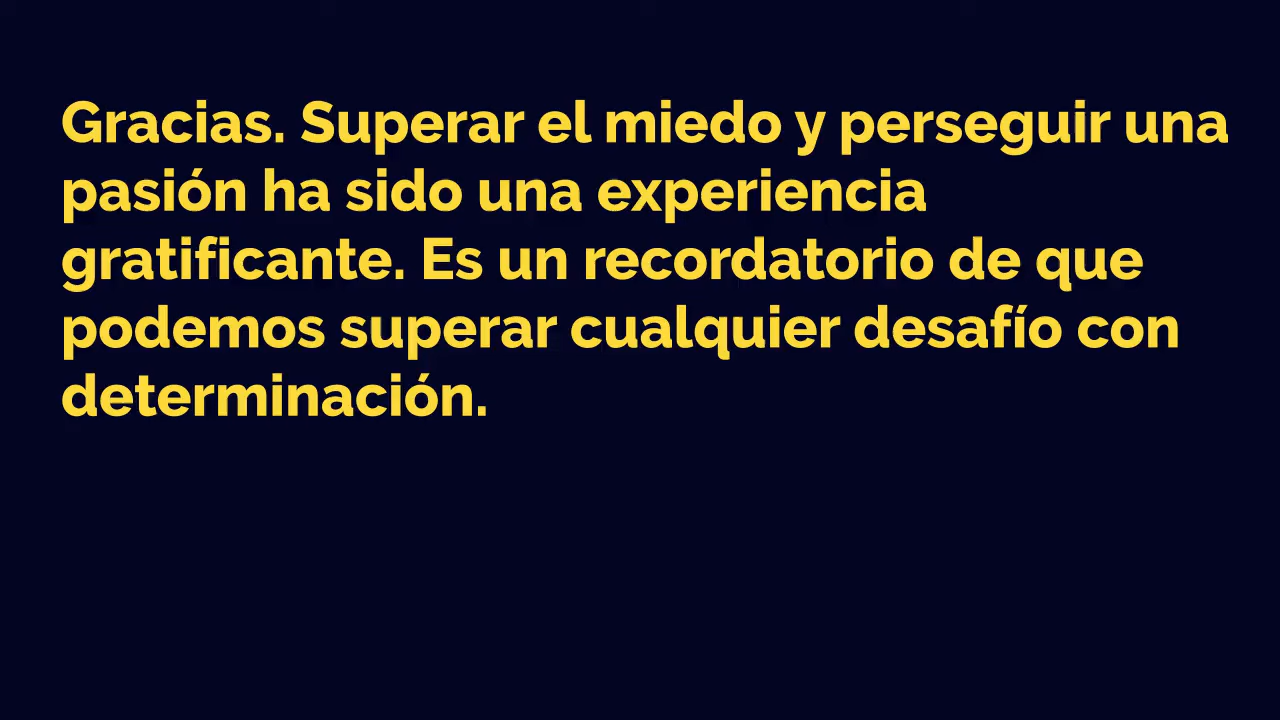 Gracias. Superar el miedo y perseguir una
pasión ha sido una experiencia
gratificante. Es un recordatorio de que
podemos superar cualquier desafío con
determinación.